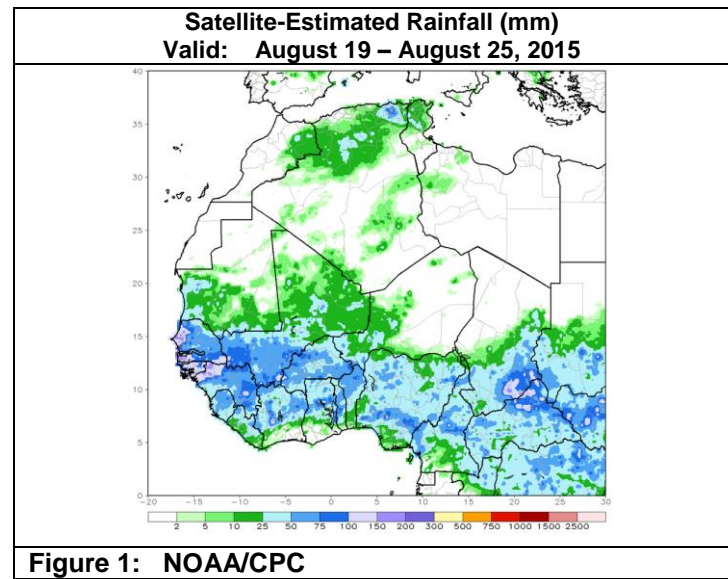 Satellite-Estimated Rainfall (mm)
Valid: August 19 – August 25, 2015
40
35
30
25
20
15
10
5
0
-20 -15 -10 -5 0 5 10 15 20 25 30
2 5 10 25 50 75 100 150 200 300 500 750 1000 1500 2500
Figure 1: NOAA/CPC